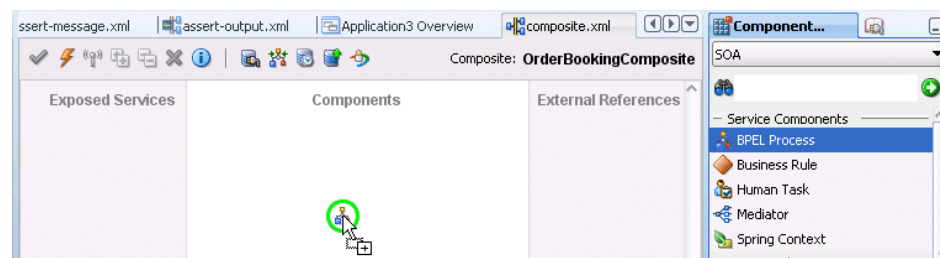 ssert-message.xml assert-output.xml Application3 Overview composite.xml Component...
Composite: OrderBookingComposite SOA
Exposed Services Components External References
Service Components
BPEL Process
Business Rule
Human Task
Mediator
Spring Context